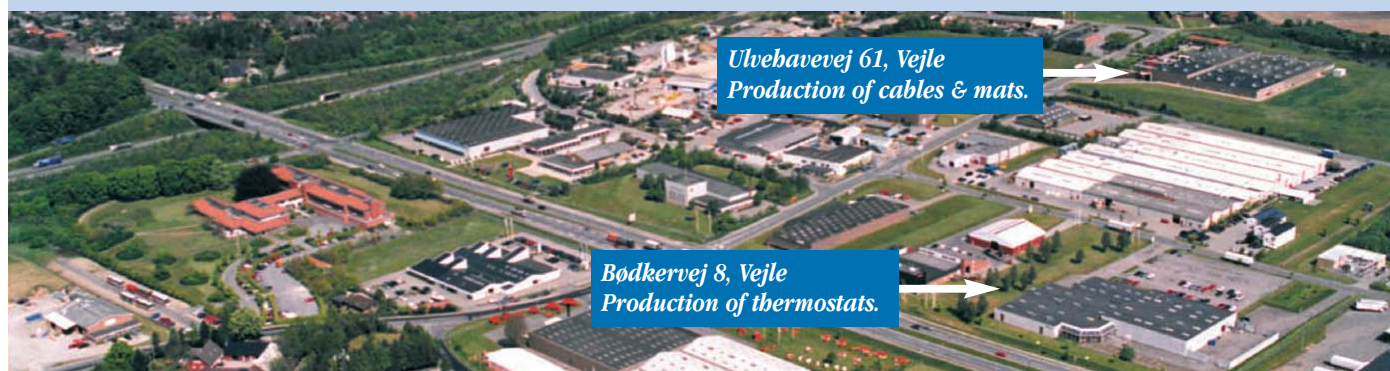 Ulvehavevej 61, Vejle
Production of cables & mats.
Bødkervej 8, Vejle
Production of thermostats.